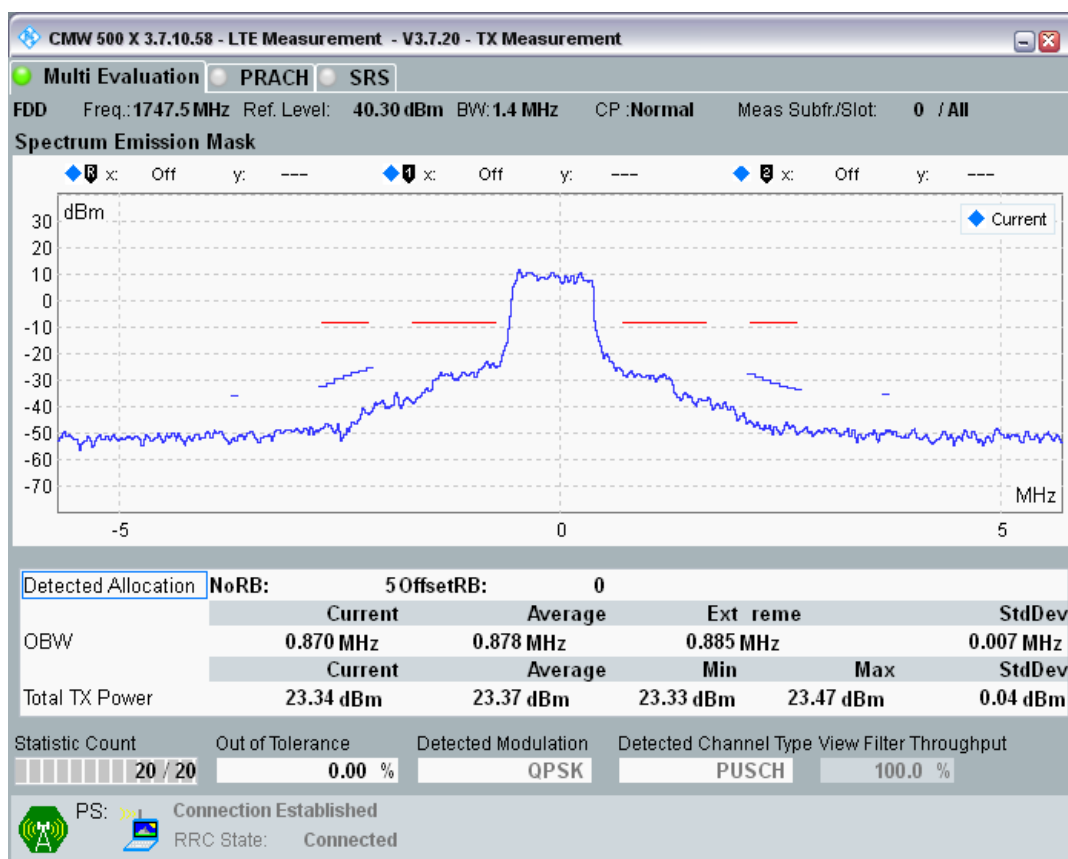 CMW 500 X 3.7.10.58 - LTE Measurement - V3.7.20 - TX Measurement
Multi Evaluation PRACH SRS
FDD Freq.: 1747.5 MHz Ref. Level: 40.30 dBm BW: 1.4 MHz CP :Normal Meas Subfr./Slot: 0 / All
Spectrum Emission Mask
R x: Off y: --- 1 x: Off y: --- 2 x: Off y: ---
dBm
Current
30
20
10
0
-10
-20
-30
-40
-50
-60
-70
MHz
-5 0 5
Detected Allocation NoRB: 5 OffsetRB: 0
Current Average Ext reme StdDev
OBW 0.870 MHz 0.878 MHz 0.885 MHz 0.007 MHz
Current Average Min Max StdDev
Total TX Power 23.34 dBm 23.37 dBm 23.33 dBm 23.47 dBm 0.04 dBm
Statistic Count Out of Tolerance Detected Modulation Detected Channel Type View Filter Throughput
20 / 20 0.00 % QPSK PUSCH 100.0 %
PS: Connection Established
RRC State: Connected